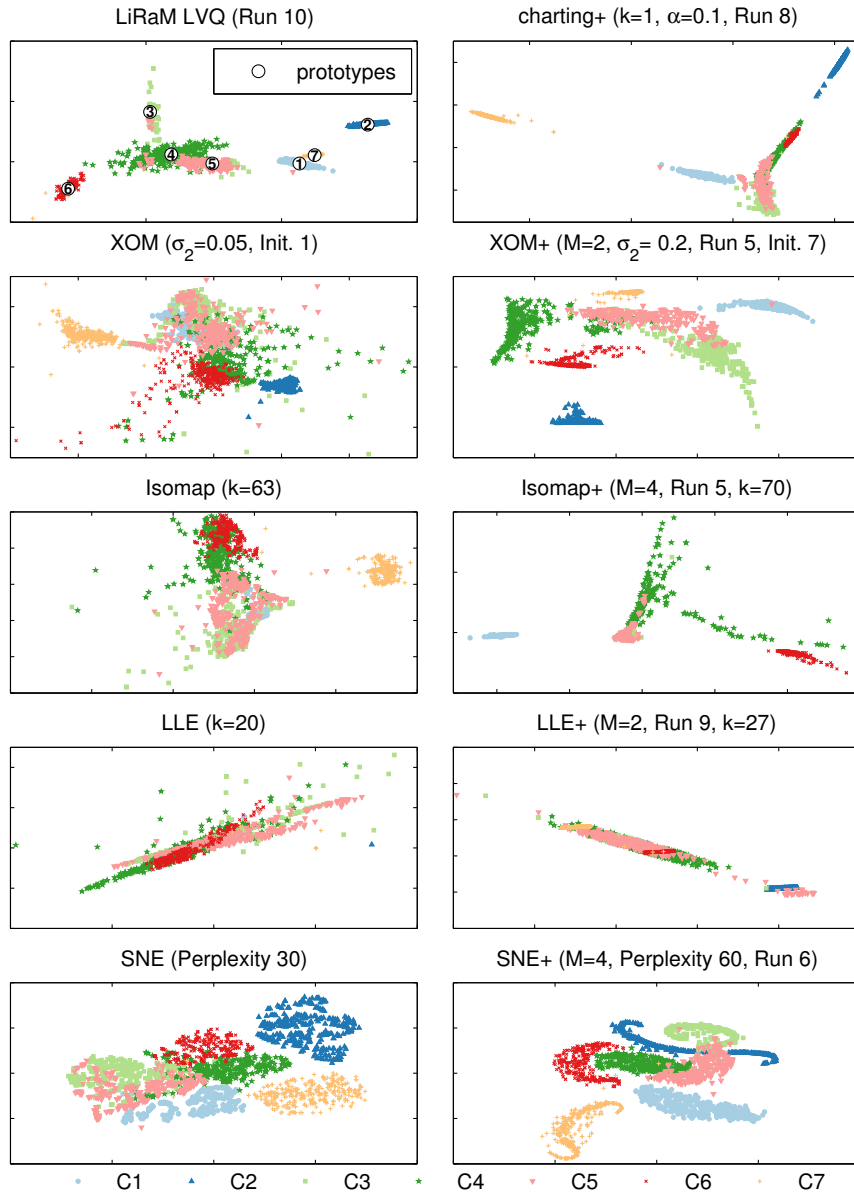 LiRaM LVQ (Run 10)
charting+ (k=1, α=0.1, Run 8)
prototypes
3
2
4
5
1
7
6
XOM (σ2=0.05, Init. 1)
XOM+ (M=2, σ2= 0.2, Run 5, Init. 7)
Isomap (k=63)
Isomap+ (M=4, Run 5, k=70)
LLE (k=20)
LLE+ (M=2, Run 9, k=27)
SNE (Perplexity 30)
SNE+ (M=4, Perplexity 60, Run 6)
C1 C2 C3 C4 C5 C6 C7